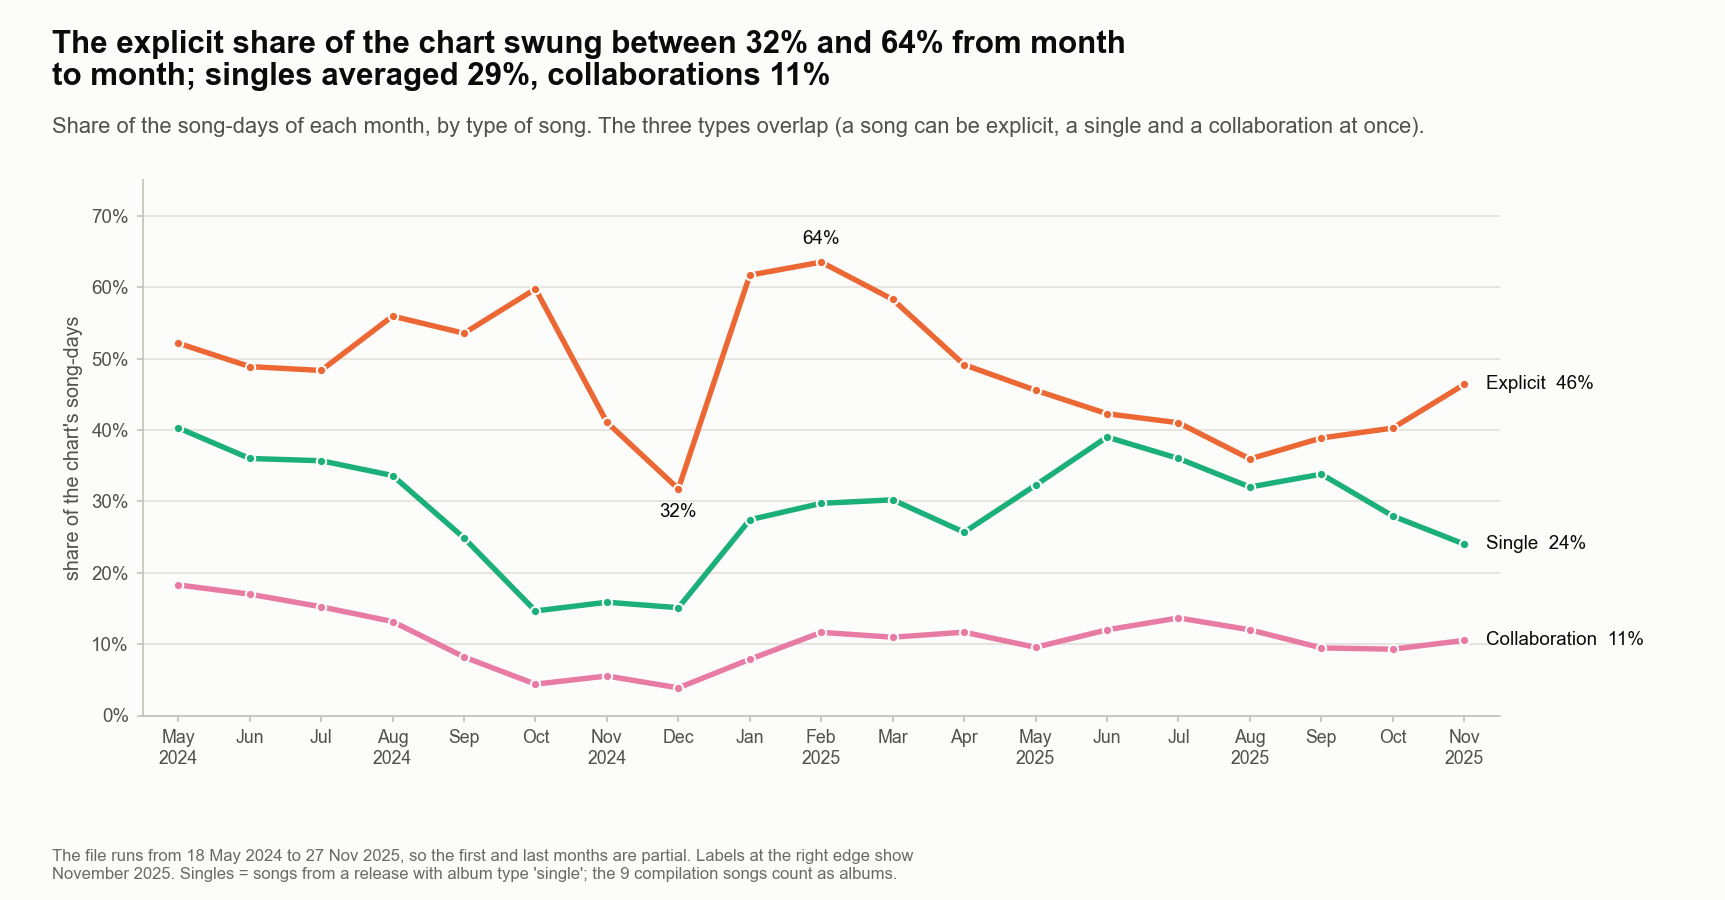 The explicit share of the chart swung between 32% and 64% from month
to month; singles averaged 29%, collaborations 11%
Share of the song-days of each month, by type of song. The three types overlap (a song can be explicit, a single and a collaboration at once).
share of the chart's song-days
70%
60%
50%
40%
30%
20%
10%
0%
64%
32%
Explicit 46%
Single 24%
Collaboration 11%
May Jun Jul Aug Sep Oct Nov Dec Jan Feb Mar Apr May Jun Jul Aug Sep Oct Nov
2024 2024 2024 2025 2025 2025 2025
The file runs from 18 May 2024 to 27 Nov 2025, so the first and last months are partial. Labels at the right edge show
November 2025. Singles = songs from a release with album type 'single'; the 9 compilation songs count as albums.